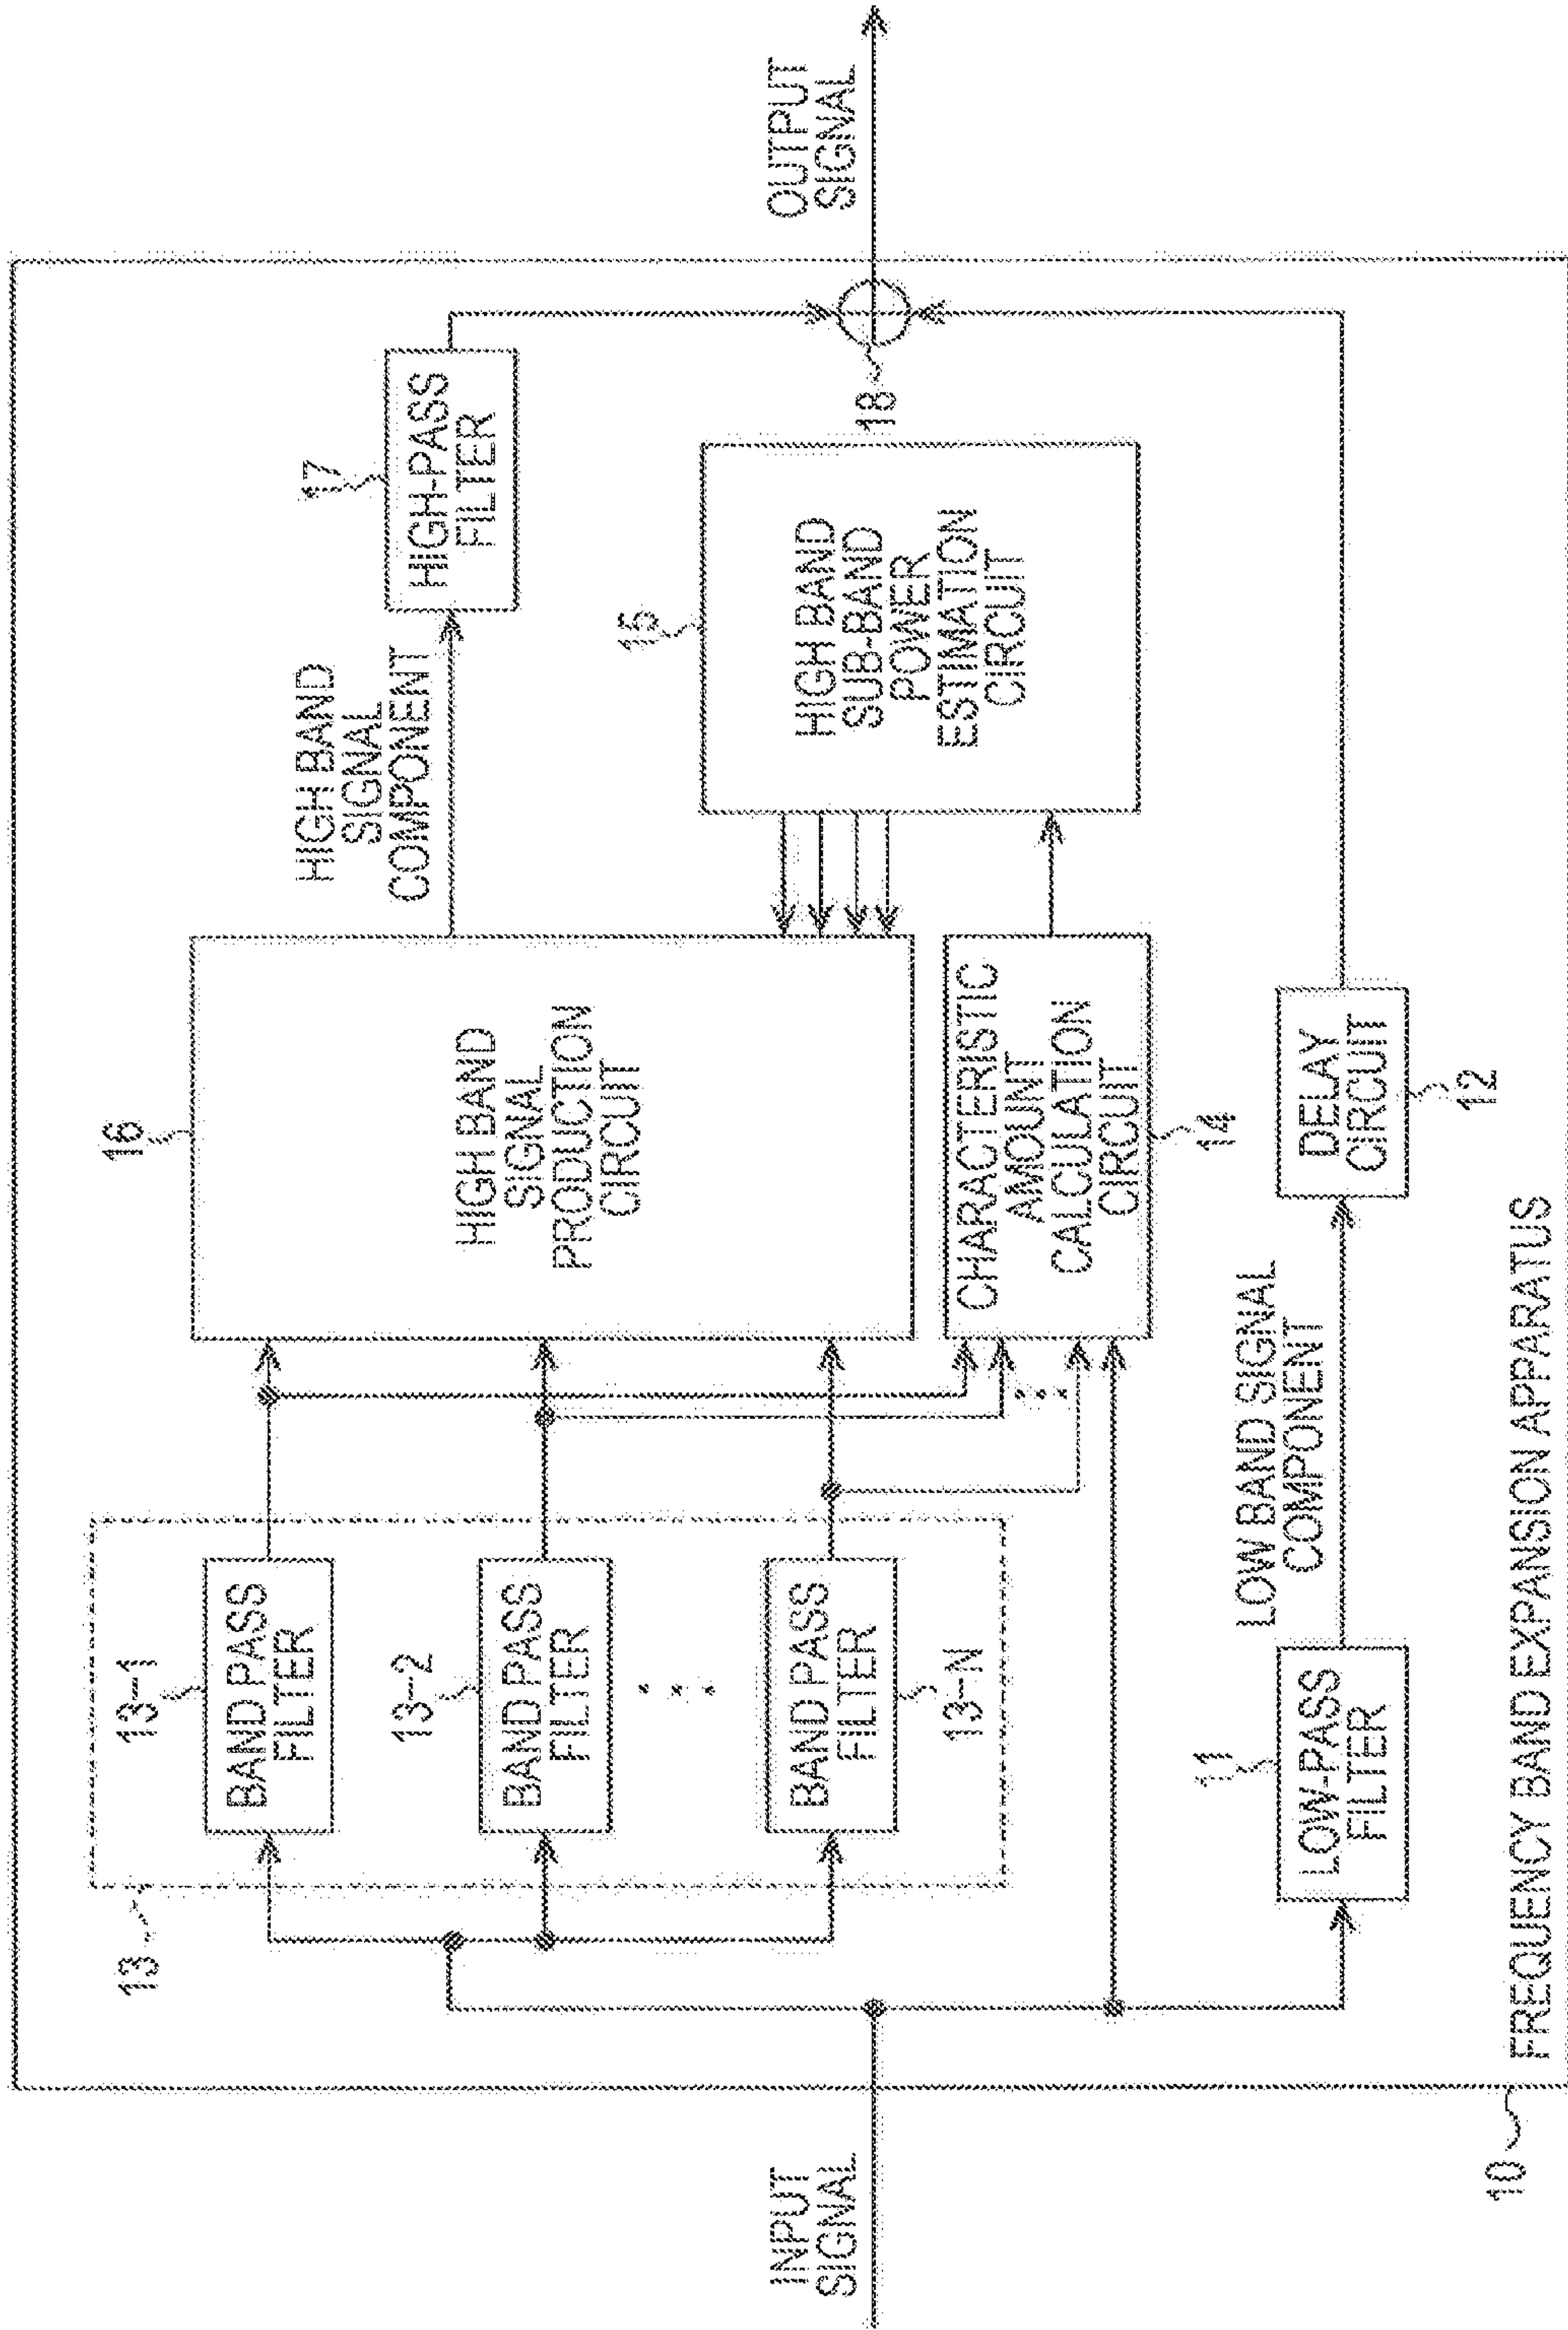 13
13-1
BAND PASS
FILTER
13-2
BAND PASS
FILTER
. . .
BAND PASS
FILTER
13-N
16
HIGH BAND
SIGNAL
PRODUCTION
CIRCUIT
HIGH BAND
SIGNAL
COMPONENT
17
HIGH-PASS
FILTER
15
HIGH BAND
SUB-BAND
POWER
ESTIMATION
CIRCUIT
INPUT
SIGNAL
18
OUTPUT
SIGNAL
. . .
CHARACTERISTIC
AMOUNT
CALCULATION
CIRCUIT
14
11
LOW-PASS
FILTER
LOW BAND SIGNAL
COMPONENT
DELAY
CIRCUIT
12
10
FREQUENCY BAND EXPANSION APPARATUS